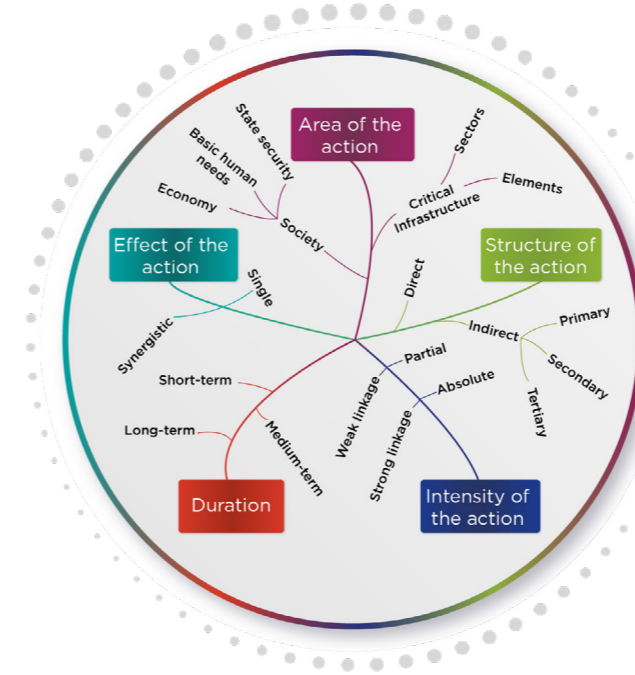 Area of the
action
State security
Basic human
needs
Economy
Society
Sectors
Critical
Infrastructure
Elements
Effect of the
action
Single
Synergistic
Structure of
the action
Direct
Indirect
Primary
Secondary
Tertiary
Short-term
Long-term
Medium-term
Duration
Partial
Absolute
Weak linkage
Strong linkage
Intensity of
the action